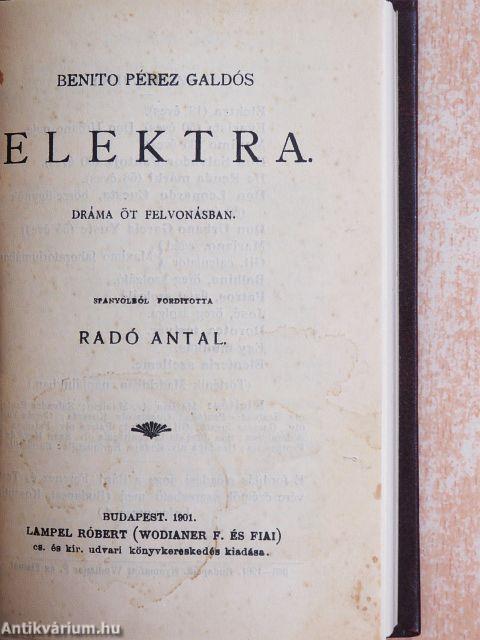 BENITO PÉREZ GALDÓS
ELEKTRA.
DRÁMA ÖT FELVONÁSBAN.
SPANYOLBÓL FORDITOTTA
RADÓ ANTAL.
BUDAPEST. 1901.
LAMPEL RÓBERT (WODIANER F. ÉS FIAI)
cs. és kir. udvari könyvkereskedés kiadása.
Antikvárium.hu